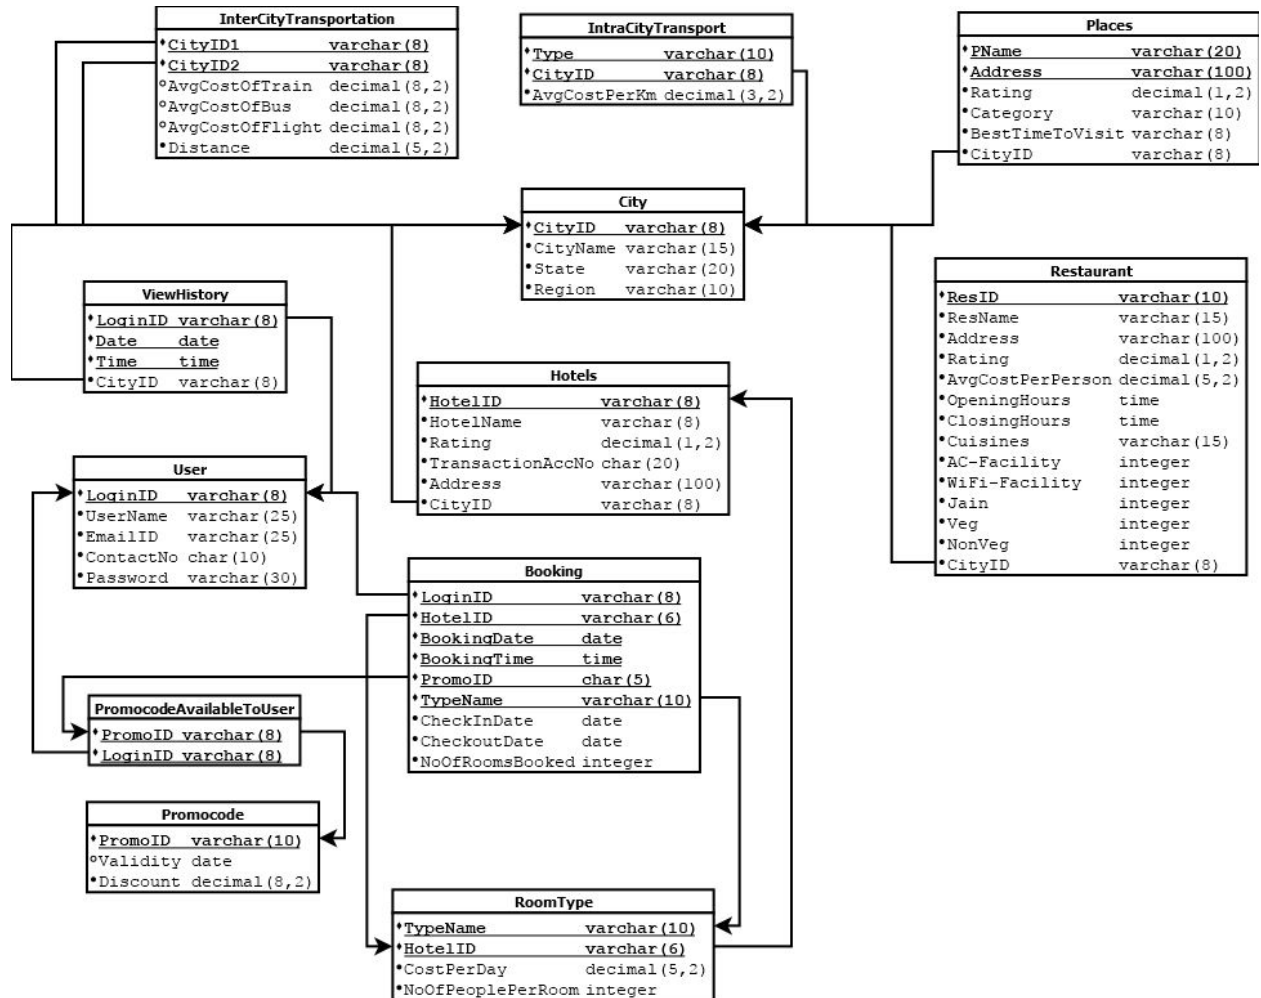 InterCityTransportation
CityID1 varchar(8)
CityID2 varchar(8)
AvgCostOfTrain decimal(8,2)
AvgCostOfBus decimal(8,2)
AvgCostOfFlight decimal(8,2)
Distance decimal(5,2)
IntraCityTransport
Type varchar(10)
CityID varchar(8)
AvgCostPerKm decimal(3,2)
Places
PName varchar(20)
Address varchar(100)
Rating decimal(1,2)
Category varchar(10)
BestTimeToVisit varchar(8)
CityID varchar(8)
City
CityID varchar(8)
CityName varchar(15)
State varchar(20)
Region varchar(10)
ViewHistory
LoginID varchar(8)
Date date
Time time
CityID varchar(8)
Restaurant
ResID varchar(10)
ResName varchar(15)
Address varchar(100)
Rating decimal(1,2)
AvgCostPerPerson decimal(5,2)
OpeningHours time
ClosingHours time
Cuisines varchar(15)
AC-Facility integer
WiFi-Facility integer
Jain integer
Veg integer
NonVeg integer
CityID varchar(8)
Hotels
HotelID varchar(8)
HotelName varchar(8)
Rating decimal(1,2)
TransactionAccNo char(20)
Address varchar(100)
CityID varchar(8)
User
LoginID varchar(8)
UserName varchar(25)
EmailID varchar(25)
ContactNo char(10)
Password varchar(30)
Booking
LoginID varchar(8)
HotelID varchar(6)
BookingDate date
BookingTime time
PromoID char(5)
TypeName varchar(10)
CheckInDate date
CheckoutDate date
NoOfRoomsBooked integer
PromocodeAvailableToUser
PromoID varchar(8)
LoginID varchar(8)
Promocode
PromoID varchar(10)
Validity date
Discount decimal(8,2)
RoomType
TypeName varchar(10)
HotelID varchar(6)
CostPerDay decimal(5,2)
NoOfPeoplePerRoom integer